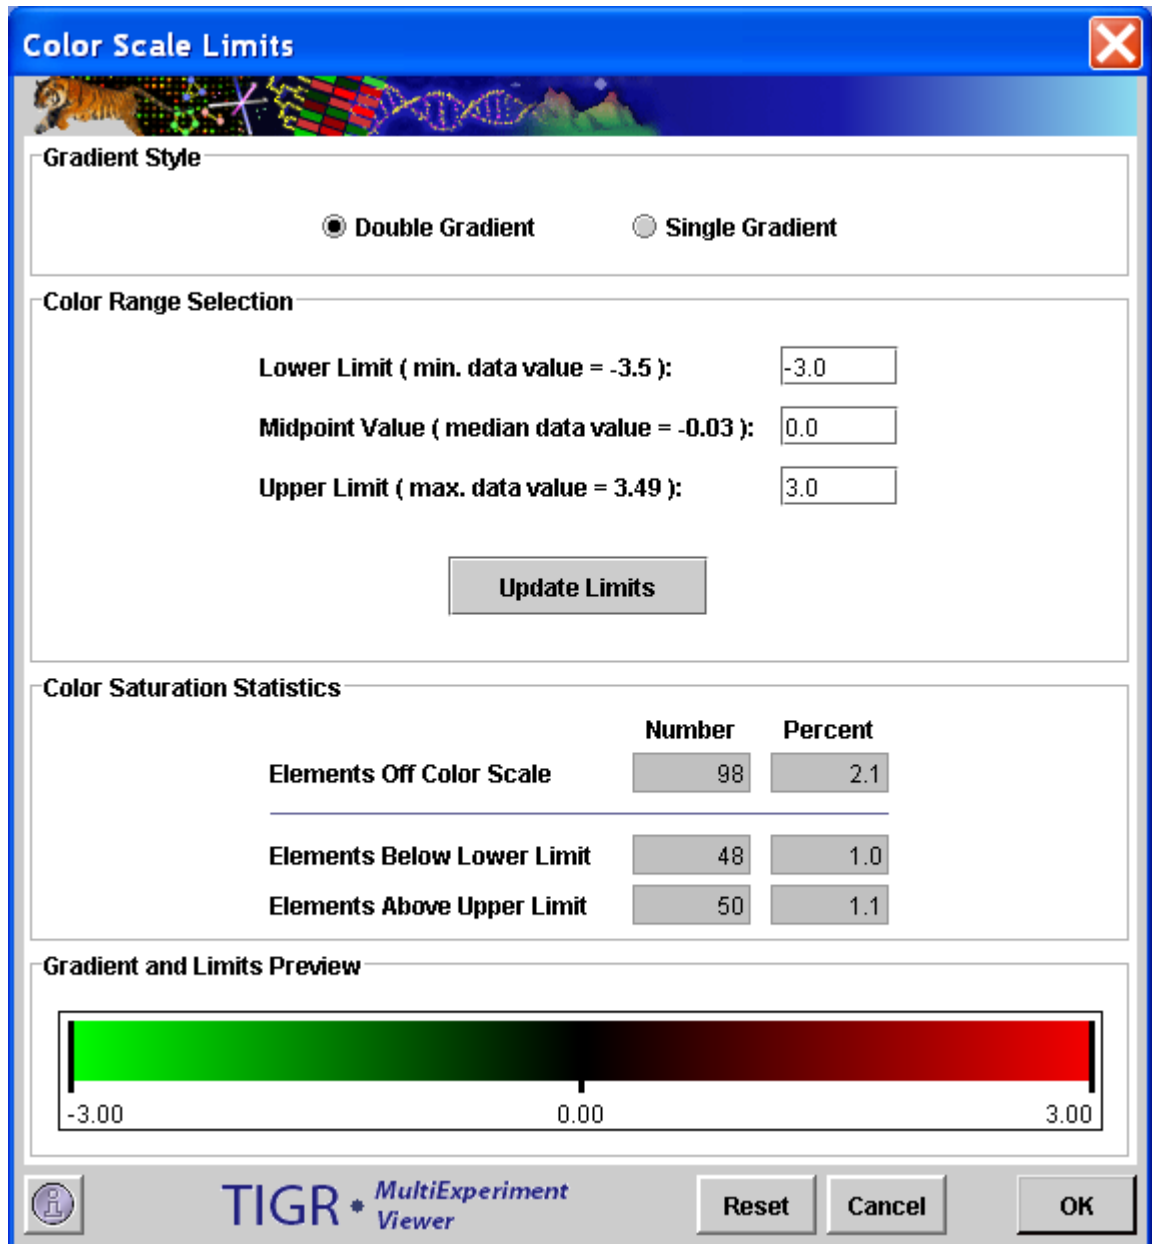 Color Scale Limits
Gradient Style
Double Gradient Single Gradient
Color Range Selection
Lower Limit ( min. data value = -3.5 ): -3.0
Midpoint Value ( median data value = -0.03 ): 0.0
Upper Limit ( max. data value = 3.49 ): 3.0
Update Limits
Color Saturation Statistics
Number Percent
Elements Off Color Scale 98 2.1
Elements Below Lower Limit 48 1.0
Elements Above Upper Limit 50 1.1
Gradient and Limits Preview
-3.00 0.00 3.00
TIGR MultiExperiment Viewer Reset Cancel OK